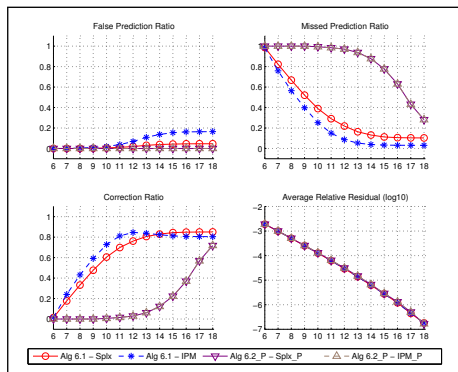 False Prediction Ratio
1
0.8
0.6
0.4
0.2
0
6 7 8 9 10 11 12 13 14 15 16 17 18
Missed Prediction Ratio
1
0.8
0.6
0.4
0.2
0
6 7 8 9 10 11 12 13 14 15 16 17 18
Correction Ratio
1
0.8
0.6
0.4
0.2
0
6 7 8 9 10 11 12 13 14 15 16 17 18
Average Relative Residual (log10)
−2
−3
−4
−5
−6
−7
6 7 8 9 10 11 12 13 14 15 16 17 18
Alg 6.1 − Splx Alg 6.1 − IPM Alg 6.2_P − Splx_P Alg 6.2_P − IPM_P